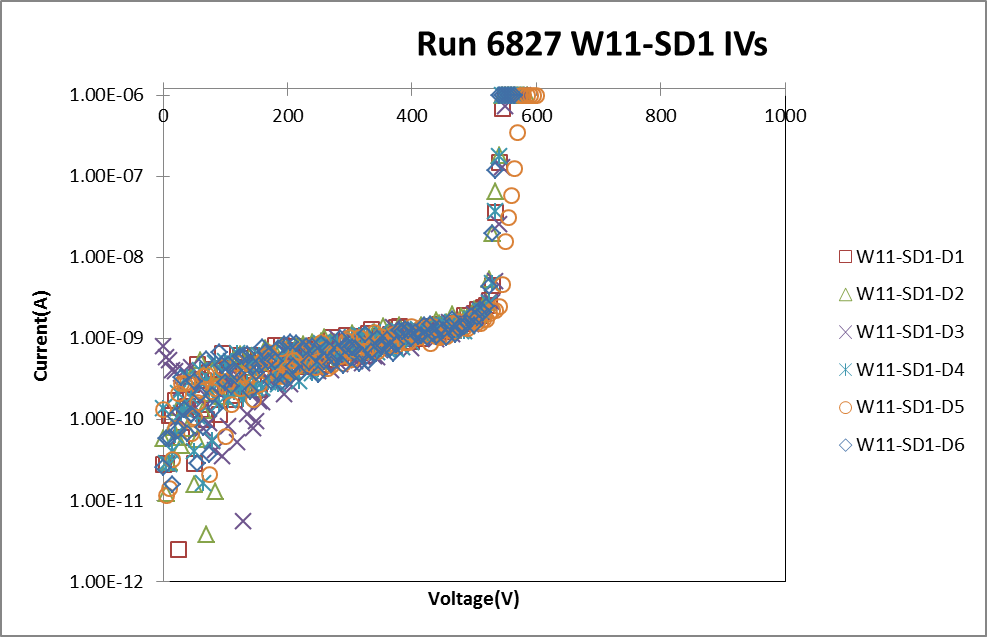 Run 6827 W11-SD1 IVs
1.00E-06
0 200 400 600 800 1000
1.00E-07
1.00E-08
1.00E-09
1.00E-10
1.00E-11
1.00E-12
Current(A)
Voltage(V)
W11-SD1-D1
W11-SD1-D2
W11-SD1-D3
W11-SD1-D4
W11-SD1-D5
W11-SD1-D6